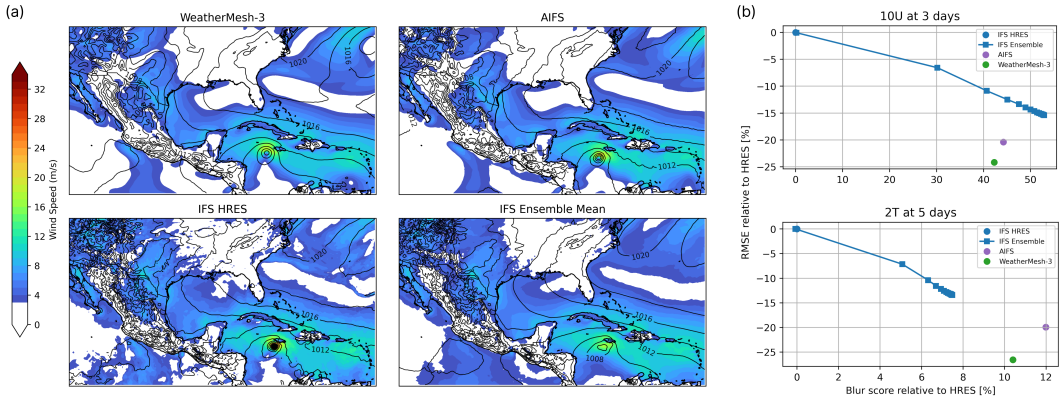 (a)
WeatherMesh-3
AIFS
1016
1020
1016
1012
1020
1016
1012
Wind Speed (m/s)
32
28
24
20
16
12
8
4
0
IFS HRES
IFS Ensemble Mean
1020
1016
1012
1020
1016
1012
1008
(b)
10U at 3 days
0
−5
−10
−15
−20
−25
0
10
20
30
40
50
IFS HRES
IFS Ensemble
AIFS
WeatherMesh-3
RMSE relative to HRES [%]
2T at 5 days
0
−5
−10
−15
−20
−25
0
2
4
6
8
10
12
IFS HRES
IFS Ensemble
AIFS
WeatherMesh-3
Blur score relative to HRES [%]